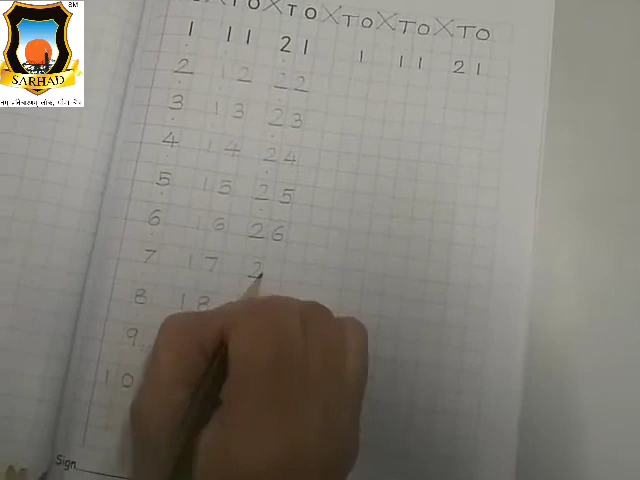 SM
SARHAD
T O X T O X T O X T O X T O
1 11 21 1 11 21
2 12 22
3 13 23
4 14 24
5 15 25
6 16 26
7 17 2
8 18
9
10
Sign